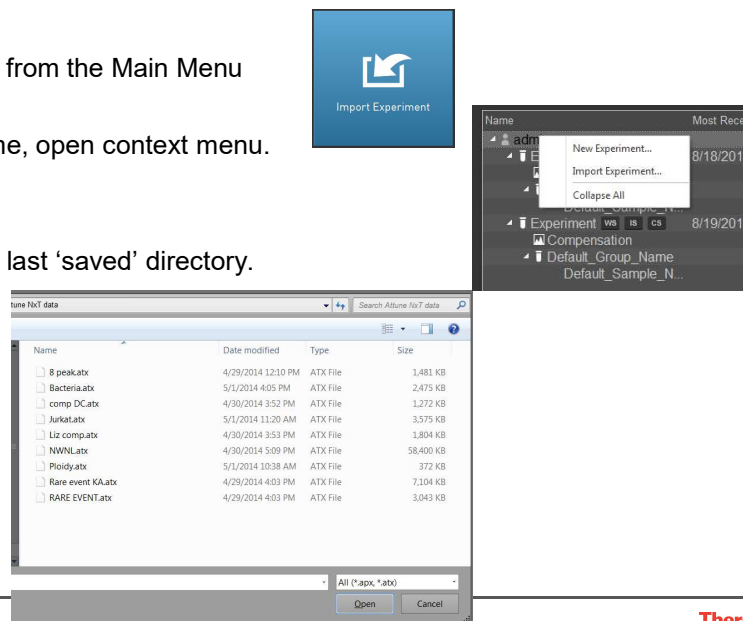 from the Main Menu
Import Experiment
ne, open context menu.
last ‘saved’ directory.
Name Most Rece
adm
New Experiment...
Import Experiment...
Collapse All
E 8/18/201
Default_Sample_N...
Experiment ws is cs 8/19/201
Compensation
Default_Group_Name
Default_Sample_N...
tune NxT data Search Attune NxT data
Name Date modified Type Size
8 peak.atx 4/29/2014 12:10 PM ATX File 1,481 KB
Bacteria.atx 5/1/2014 4:05 PM ATX File 2,475 KB
comp DC.atx 4/30/2014 3:52 PM ATX File 1,272 KB
Jurkat.atx 5/1/2014 11:20 AM ATX File 3,575 KB
Liz comp.atx 4/30/2014 3:53 PM ATX File 1,804 KB
NWNL.atx 4/30/2014 5:09 PM ATX File 58,400 KB
Ploidy.atx 5/1/2014 10:38 AM ATX File 372 KB
Rare event KA.atx 4/29/2014 4:03 PM ATX File 7,104 KB
RARE EVENT.atx 4/29/2014 4:03 PM ATX File 3,043 KB
All (*.apx, *.atx)
Open Cancel
Ther